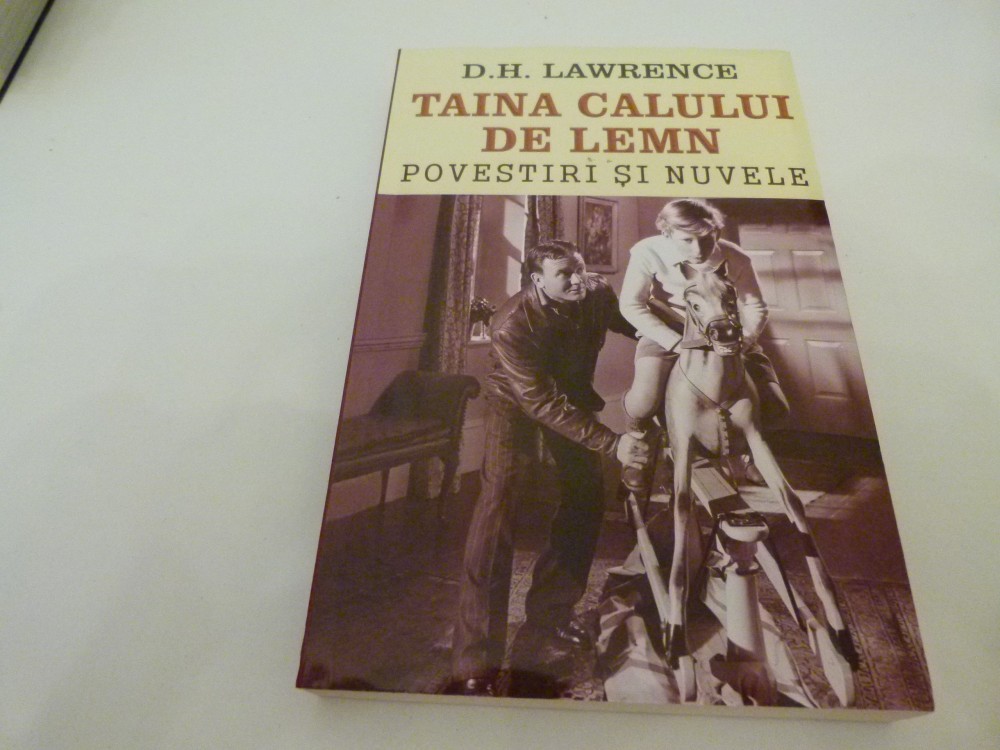 D.H. LAWRENCE
TAINA CALULUI
DE LEMN
POVESTIRI ȘI NUVELE